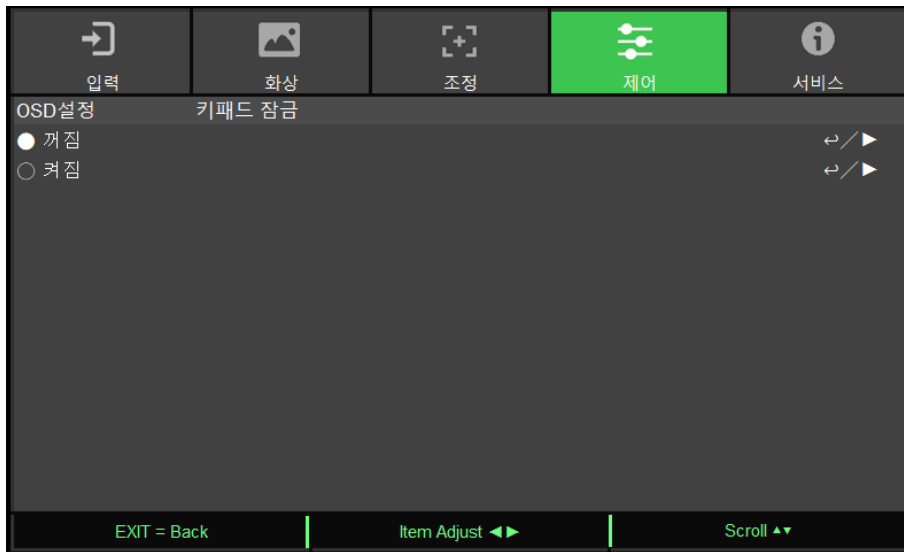 입력 화상 조정 제어 서비스
OSD설정 키패드 잠금
꺼짐 ↩／▶
켜짐 ↩／▶
EXIT = Back Item Adjust ◀▶ Scroll ▲▼